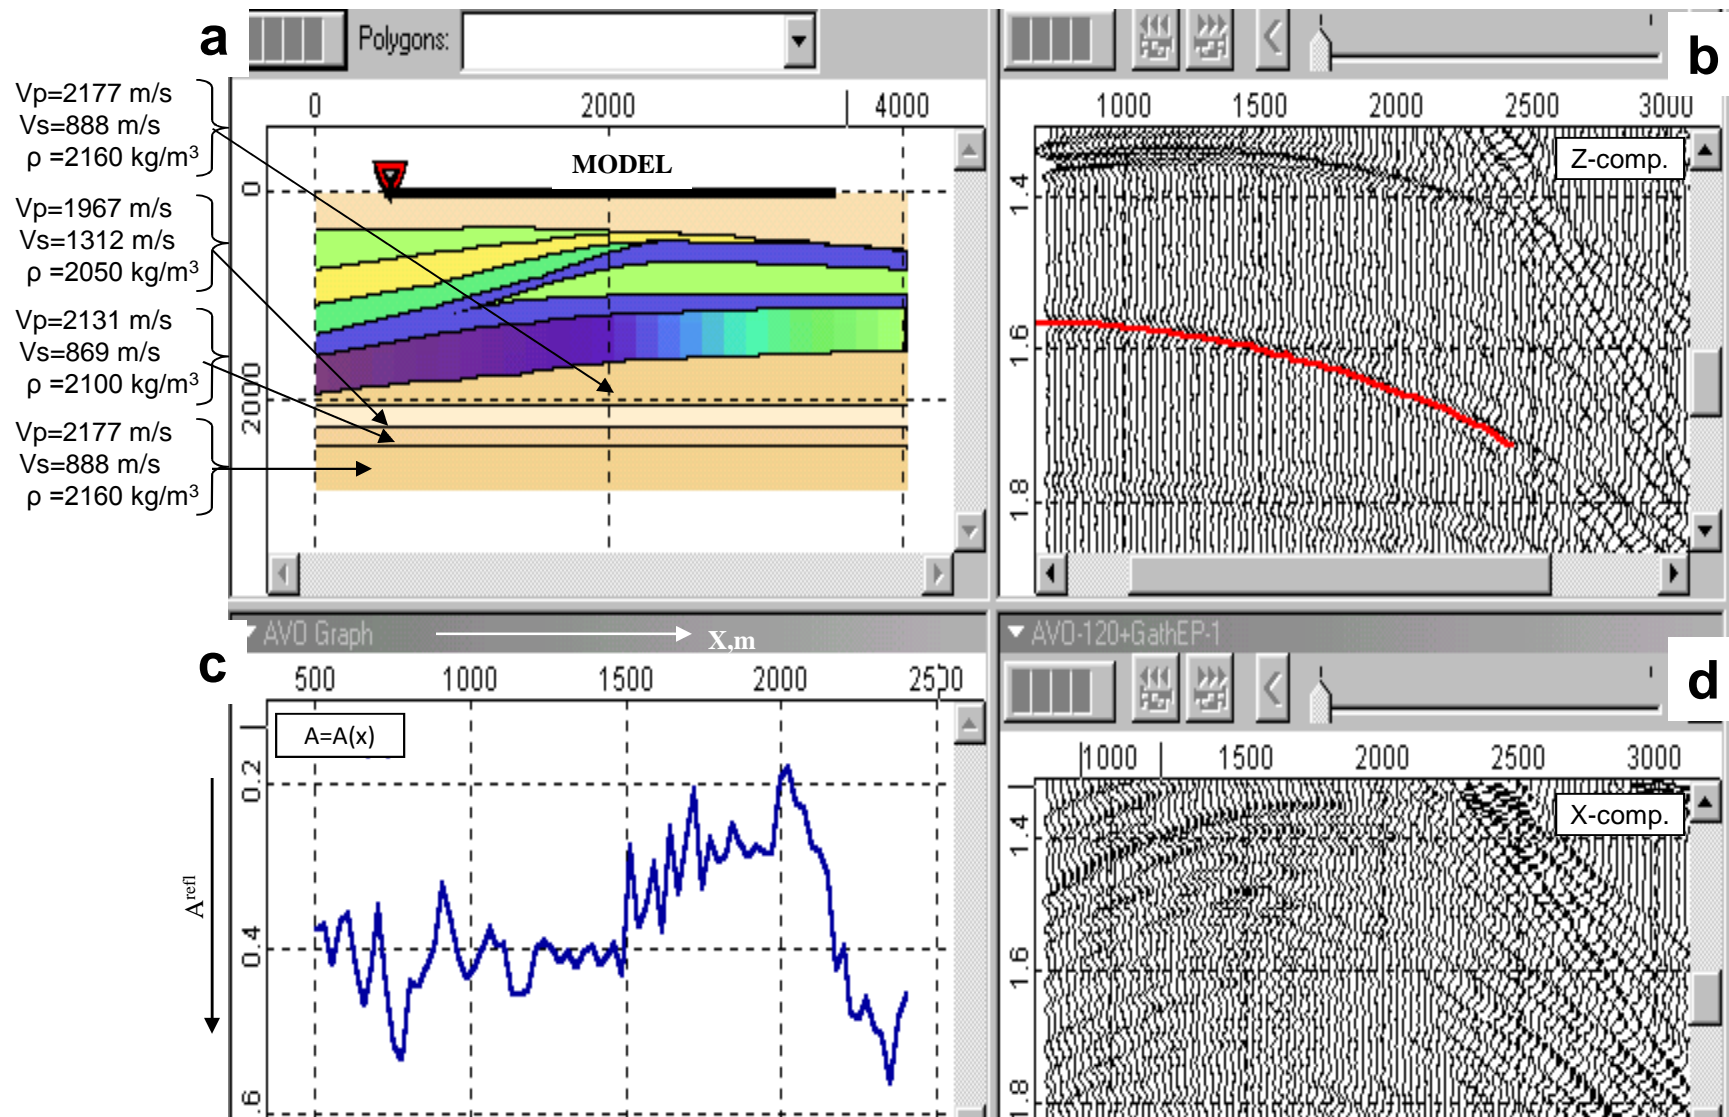 a
Polygons:
b
Vp=2177 m/s
Vs=888 m/s
ρ =2160 kg/m3
Vp=1967 m/s
Vs=1312 m/s
ρ =2050 kg/m3
Vp=2131 m/s
Vs=869 m/s
ρ =2100 kg/m3
Vp=2177 m/s
Vs=888 m/s
ρ =2160 kg/m3
0 2000 4000
MODEL
0
2000
1000 1500 2000 2500 3000
Z-comp.
1.4
1.6
1.8
AVO Graph
X,m
c
500 1000 1500 2000 2500
A=A(x)
0.2
0.4
.6
Arefl
AVO-120+GathEP-1
d
1000 1500 2000 2500 3000
X-comp.
1.4
1.6
1.8